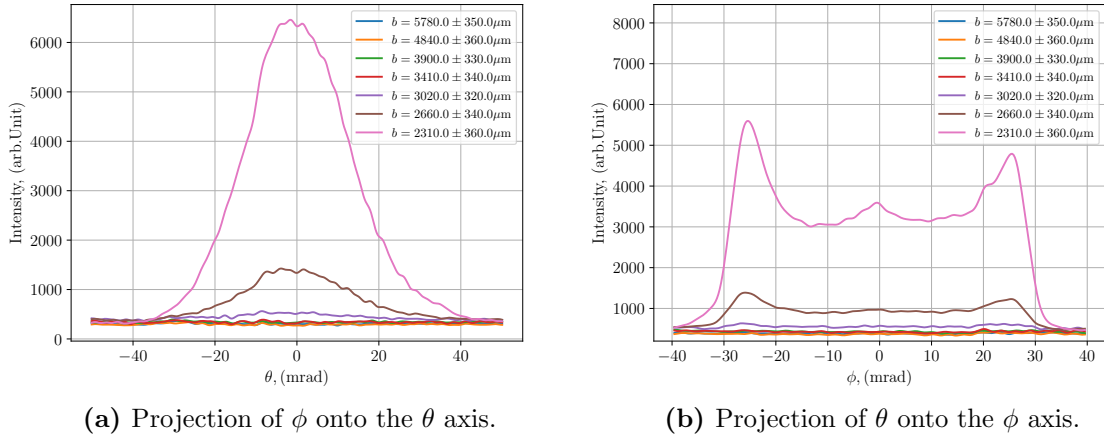 6000
5000
4000
3000
2000
1000
0
−40
−20
0
20
40
Intensity, (arb.Unit)
θ, (mrad)
b = 5780.0 ± 350.0μm
b = 4840.0 ± 360.0μm
b = 3900.0 ± 330.0μm
b = 3410.0 ± 340.0μm
b = 3020.0 ± 320.0μm
b = 2660.0 ± 340.0μm
b = 2310.0 ± 360.0μm
(a) Projection of ϕ onto the θ axis.
8000
7000
6000
5000
4000
3000
2000
1000
0
−40
−30
−20
−10
0
10
20
30
40
Intensity, (arb.Unit)
ϕ, (mrad)
b = 5780.0 ± 350.0μm
b = 4840.0 ± 360.0μm
b = 3900.0 ± 330.0μm
b = 3410.0 ± 340.0μm
b = 3020.0 ± 320.0μm
b = 2660.0 ± 340.0μm
b = 2310.0 ± 360.0μm
(b) Projection of θ onto the ϕ axis.